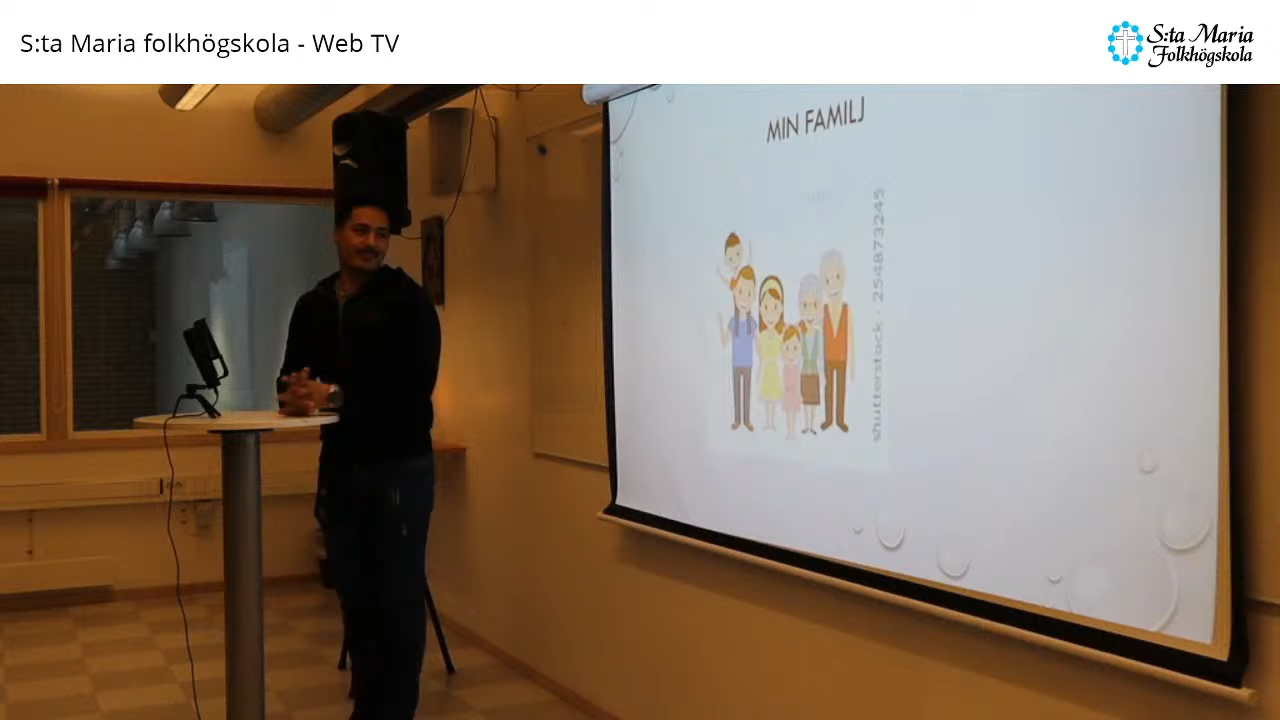 S:ta Maria folkhögskola - Web TV
S:ta Maria
Folkhögskola
MIN FAMILJ
shutterstock · 254873245